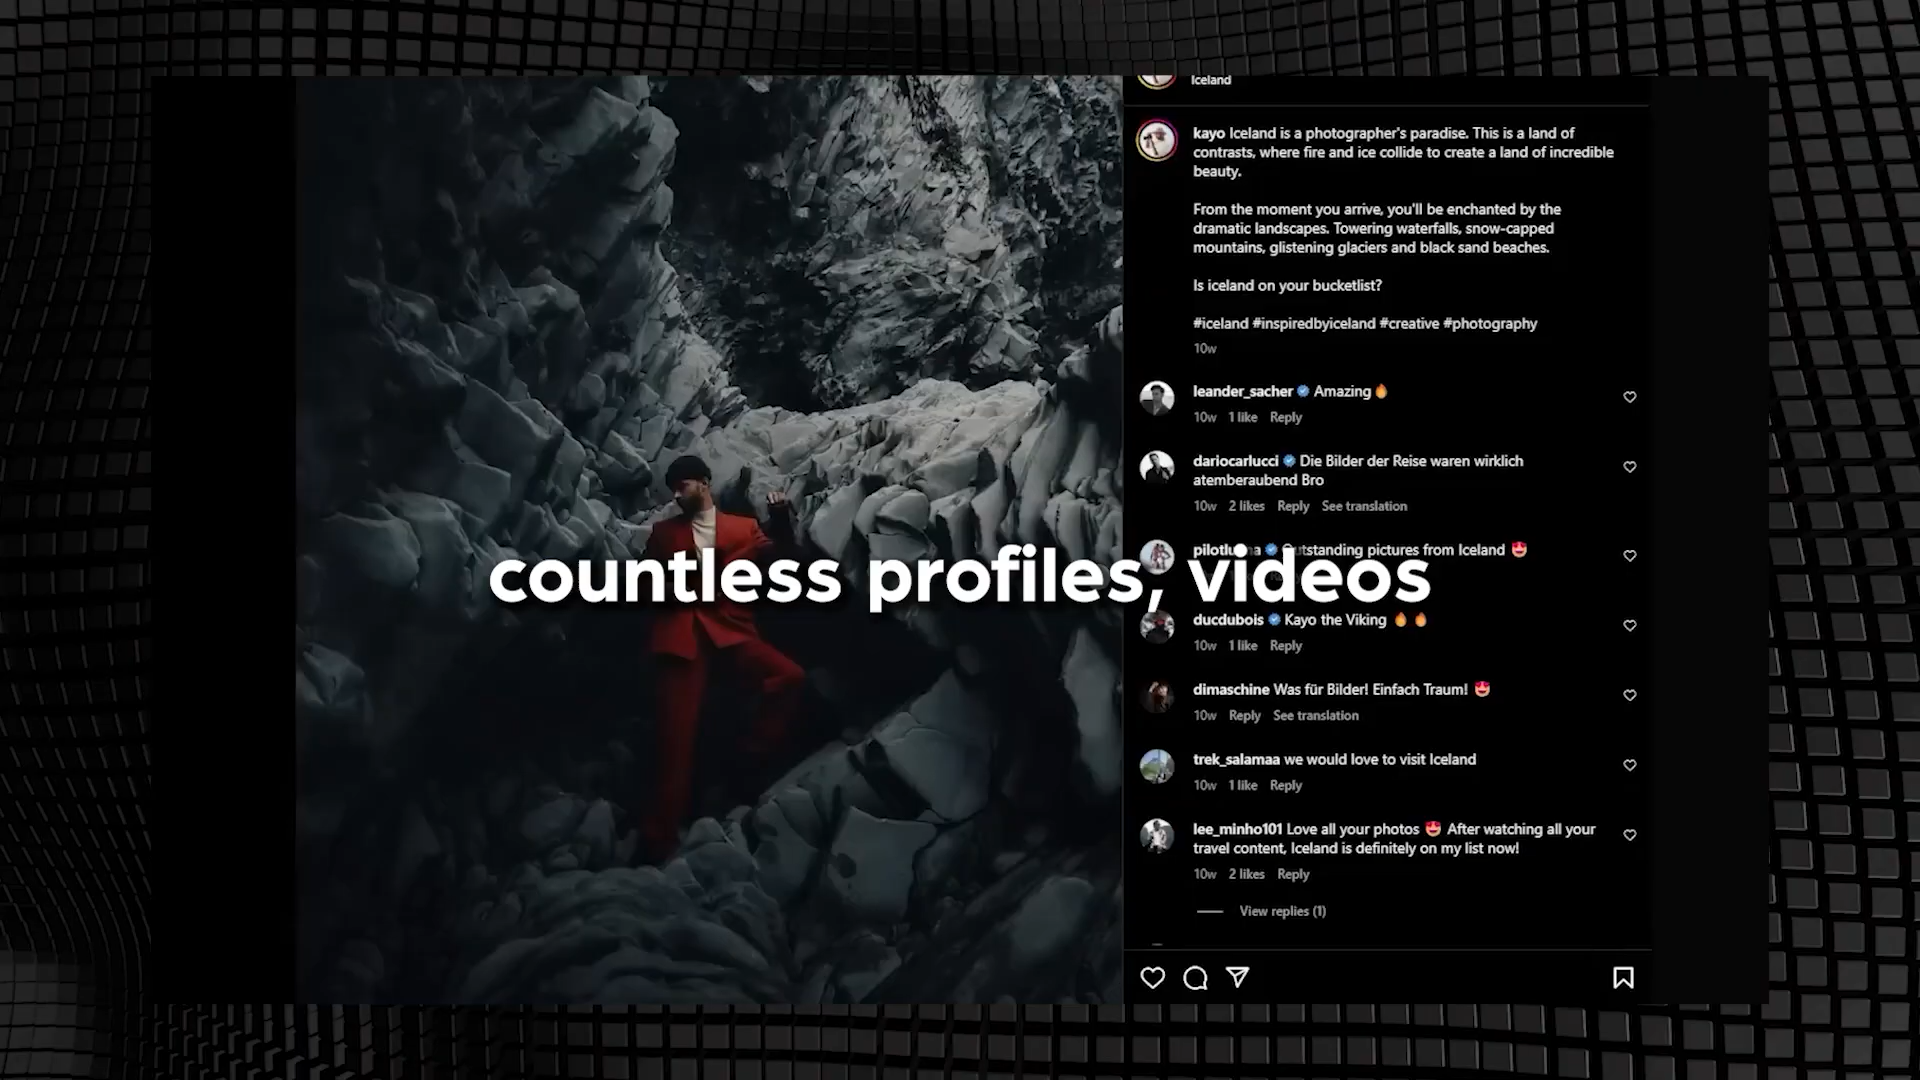 Iceland
kayo Iceland is a photographer's paradise. This is a land of
contrasts, where fire and ice collide to create a land of incredible
beauty.
From the moment you arrive, you'll be enchanted by the
dramatic landscapes. Towering waterfalls, snow-capped
mountains, glistening glaciers and black sand beaches.
Is iceland on your bucketlist?
#iceland #inspiredbyiceland #creative #photography
10w
leander_sacher Amazing🔥
10w 1 like Reply
dariocarlucci Die Bilder der Reise waren wirklich
atemberaubend Bro
10w 2 likes Reply See translation
Outstanding pictures from Iceland 😍
countless profiles, videos
ducdubois Kayo the Viking 🔥 🔥
10w 1 like Reply
dimaschine Was für Bilder! Einfach Traum! 😍
10w Reply See translation
trek_salamaa we would love to visit Iceland
10w 1 like Reply
lee_minho101 Love all your photos 😍 After watching all your
travel content, Iceland is definitely on my list now!
10w 2 likes Reply
View replies (1)